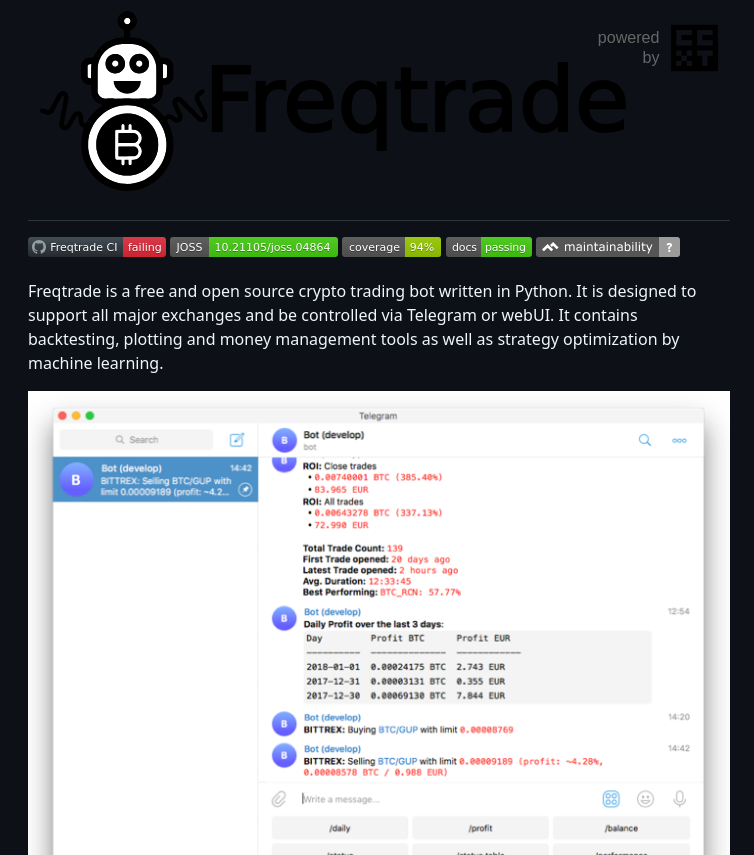 powered
by
Freqtrade
Freqtrade CI failing
JOSS 10.21105/joss.04864
coverage 94%
docs passing
maintainability ?
Freqtrade is a free and open source crypto trading bot written in Python. It is designed to
support all major exchanges and be controlled via Telegram or webUI. It contains
backtesting, plotting and money management tools as well as strategy optimization by
machine learning.
Telegram
Search
Bot (develop)
bot
B
B
Bot (develop) 14:42
BITTREX: Selling BTC/GUP with
limit 0.00009189 (profit: ~4.2...
B
ROI: Close trades
• 0.00740001 BTC (385.40%)
• 83.965 EUR
ROI: All trades
• 0.00643278 BTC (337.13%)
• 72.990 EUR
Total Trade Count: 139
First Trade opened: 20 days ago
Latest Trade opened: 2 hours ago
Avg. Duration: 12:33:45
Best Performing: BTC_RCN: 57.77%
B
Bot (develop) 12:54
Daily Profit over the last 3 days:
Day Profit BTC Profit EUR
2018-01-01 0.00024175 BTC 2.743 EUR
2017-12-31 0.00003131 BTC 0.355 EUR
2017-12-30 0.00069130 BTC 7.844 EUR
B
Bot (develop) 14:20
BITTREX: Buying BTC/GUP with limit 0.00008769
B
Bot (develop) 14:42
BITTREX: Selling BTC/GUP with limit 0.00009189 (profit: ~4.28%,
0.00008578 BTC / 0.988 EUR)
Write a message...
/daily /profit /balance
/status /status table /performance